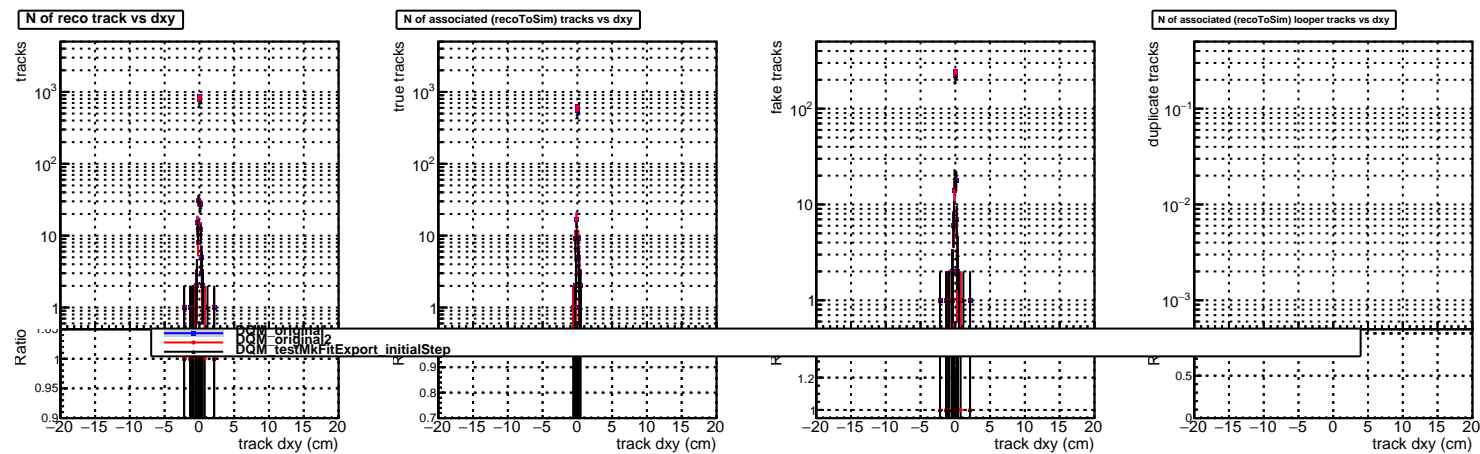 N of reco track vs dxy
N of associated (recoToSim) tracks vs dxy
N of associated (recoToSim) looper tracks vs dxy
tracks
10³
10²
10
1
true tracks
10³
10²
10
1
fake tracks
10²
10
1
duplicate tracks
10⁻¹
10⁻²
10⁻³
DQM_original
DQM_original2
DQM_testMkFitExport_initialStep
Ratio
1.05
1
0.95
0.9
0.9
0.8
0.7
1.2
1
0.5
0
−20 −15 −10 −5 0 5 10 15 20
track dxy (cm)
−20 −15 −10 −5 0 5 10 15 20
track dxy (cm)
−20 −15 −10 −5 0 5 10 15 20
track dxy (cm)
−20 −15 −10 −5 0 5 10 15 20
track dxy (cm)